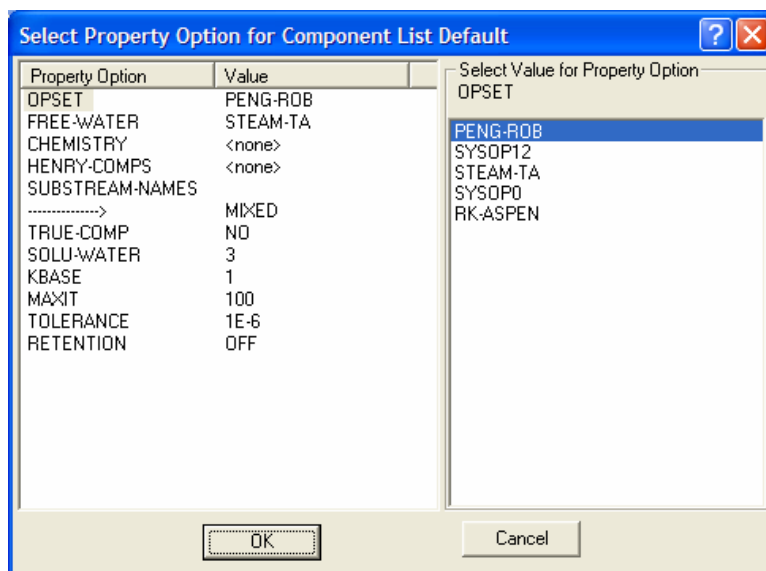 Select Property Option for Component List Default
Property Option Value
OPSET PENG-ROB
FREE-WATER STEAM-TA
CHEMISTRY <none>
HENRY-COMPS <none>
SUBSTREAM-NAMES
--------------> MIXED
TRUE-COMP NO
SOLU-WATER 3
KBASE 1
MAXIT 100
TOLERANCE 1E-6
RETENTION OFF
Select Value for Property Option
OPSET
PENG-ROB
SYSOP12
STEAM-TA
SYSOP0
RK-ASPEN
OK
Cancel